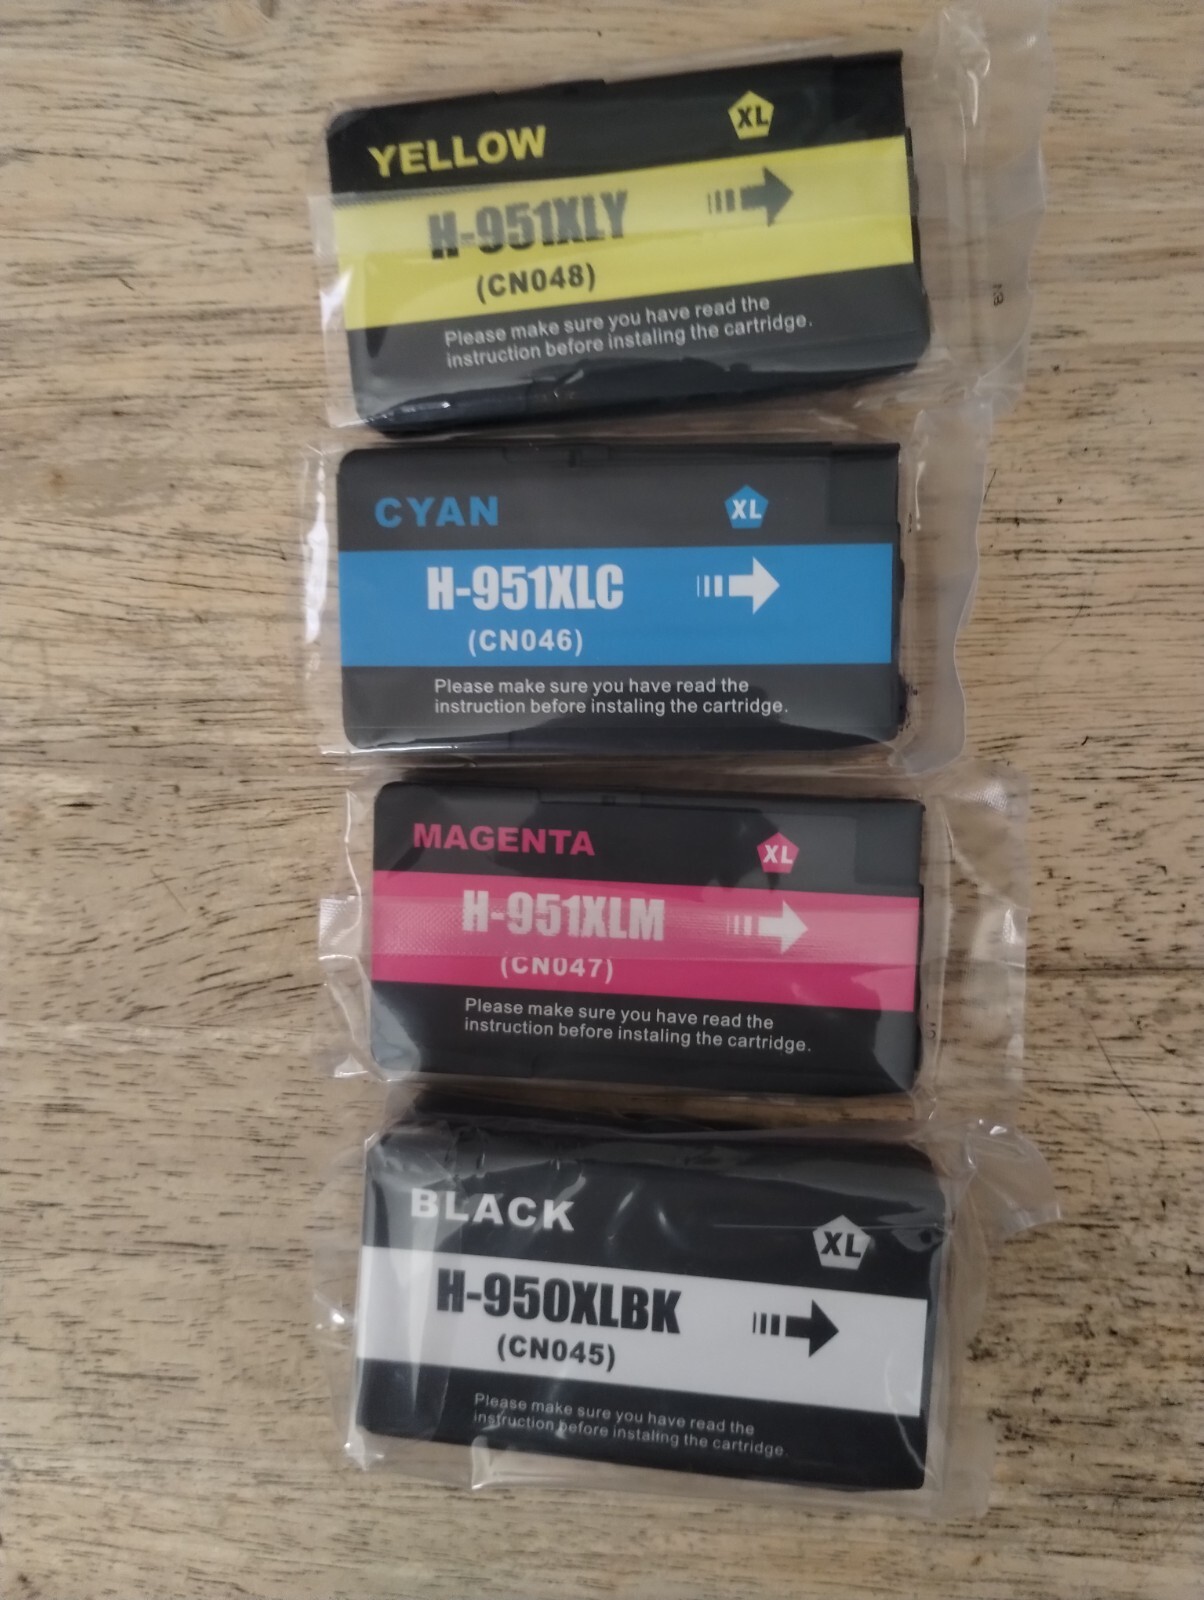 YELLOW
XL
H-951XLY
(CN048)
Please make sure you have read the
instruction before instaling the cartridge.
CYAN
XL
H-951XLC
(CN046)
Please make sure you have read the
instruction before instaling the cartridge.
MAGENTA
XL
H-951XLM
(CN047)
Please make sure you have read the
instruction before instaling the cartridge.
BLACK
XL
H-950XLBK
(CN045)
Please make sure you have read the
instruction before instaling the cartridge.